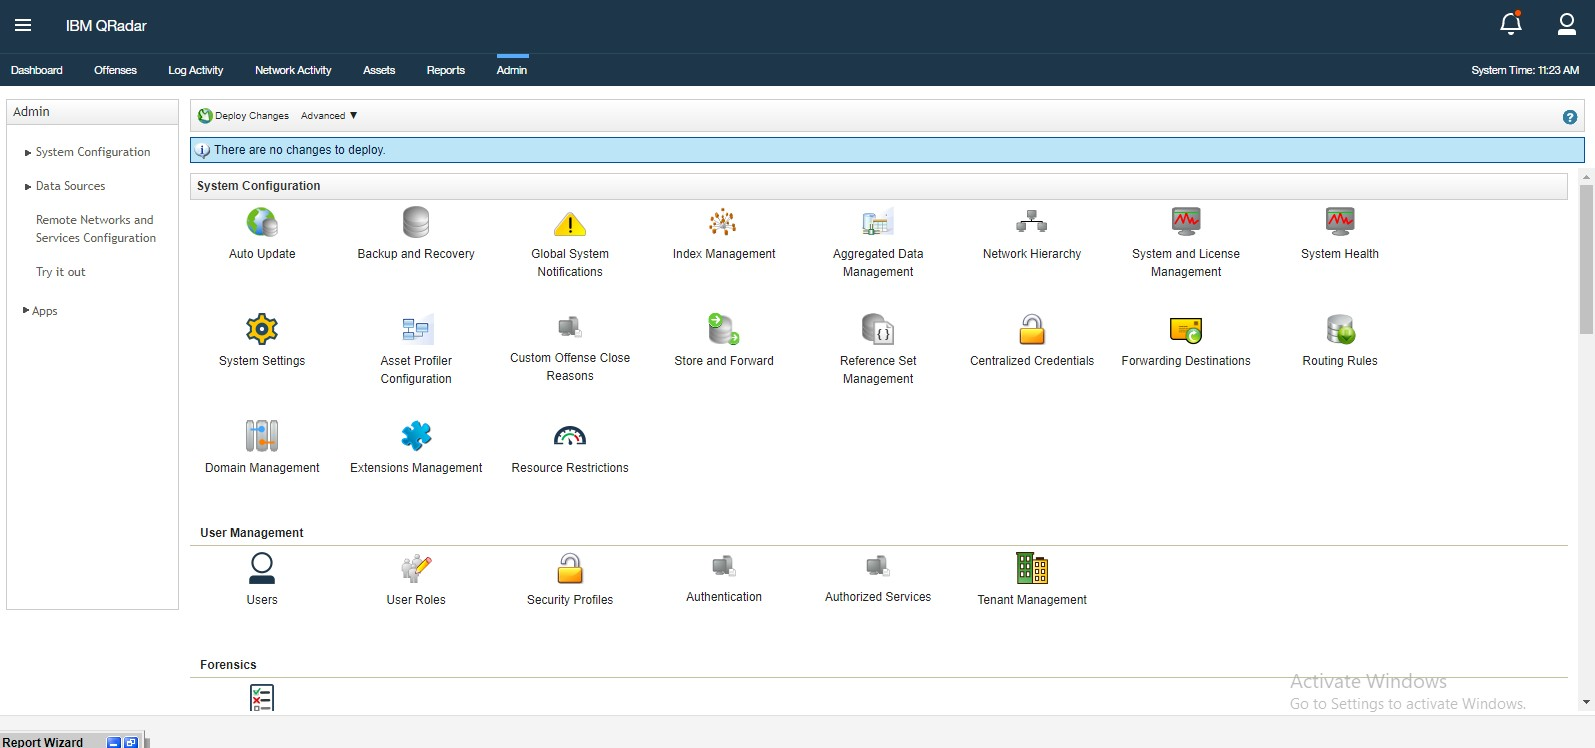 IBM QRadar
Dashboard Offenses Log Activity Network Activity Assets Reports Admin System Time: 11:23 AM
Admin
System Configuration
Data Sources
Remote Networks and
Services Configuration
Try it out
Apps
Deploy Changes Advanced ▼ ?
There are no changes to deploy.
System Configuration
Auto Update
Backup and Recovery
Global System
Notifications
Index Management
Aggregated Data
Management
Network Hierarchy
System and License
Management
System Health
System Settings
Asset Profiler
Configuration
Custom Offense Close
Reasons
Store and Forward
Reference Set
Management
Centralized Credentials
Forwarding Destinations
Routing Rules
Domain Management
Extensions Management
Resource Restrictions
User Management
Users
User Roles
Security Profiles
Authentication
Authorized Services
Tenant Management
Forensics
Activate Windows
Go to Settings to activate Windows.
Report Wizard